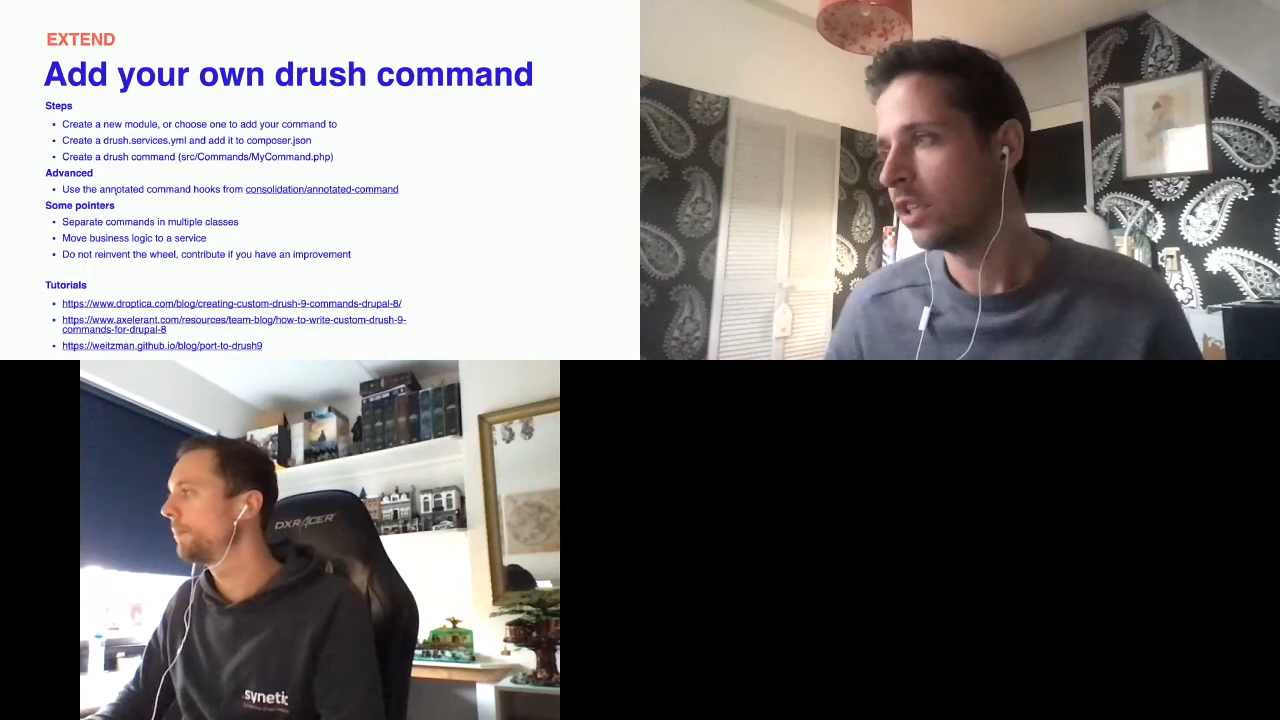 EXTEND
Add your own drush command
Steps
▪ Create a new module, or choose one to add your command to
▪ Create a drush.services.yml and add it to composer.json
▪ Create a drush command (src/Commands/MyCommand.php)
Advanced
▪ Use the annotated command hooks from consolidation/annotated-command
Some pointers
▪ Separate commands in multiple classes
▪ Move business logic to a service
▪ Do not reinvent the wheel, contribute if you have an improvement
Tutorials
▪ https://www.droptica.com/blog/creating-custom-drush-9-commands-drupal-8/
▪ https://www.axelerant.com/resources/team-blog/how-to-write-custom-drush-9-
commands-for-drupal-8
▪ https://weitzman.github.io/blog/port-to-drush9
DXRACER
synetic